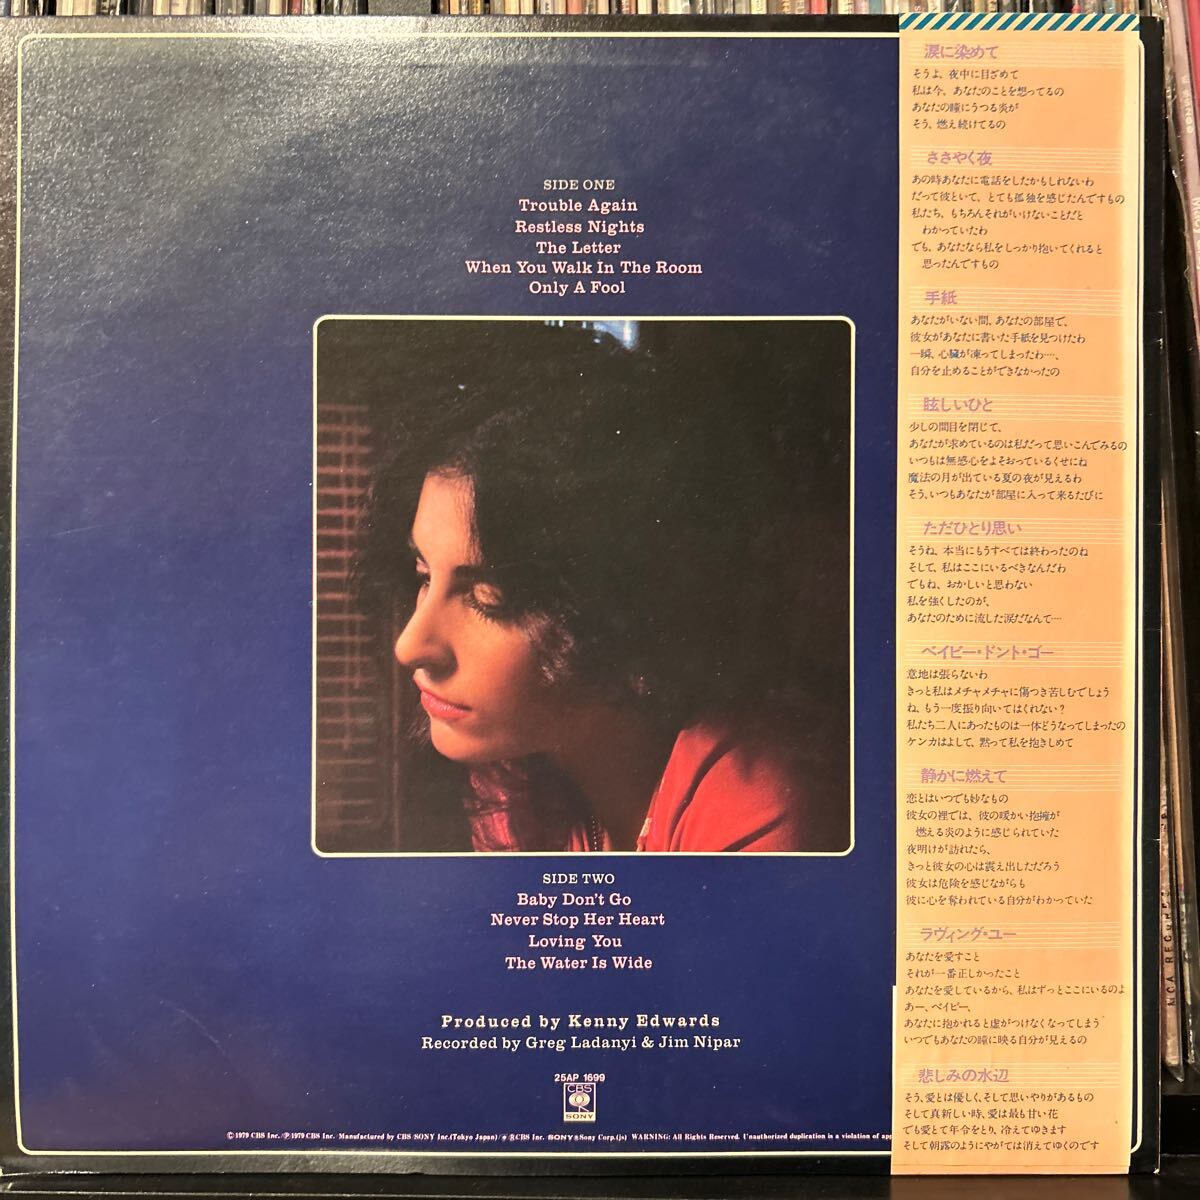 SIDE ONE
Trouble Again
Restless Nights
The Letter
When You Walk In The Room
Only A Fool
SIDE TWO
Baby Don't Go
Never Stop Her Heart
Loving You
The Water Is Wide
Produced by Kenny Edwards
Recorded by Greg Ladanyi & Jim Nipar
25AP 1699
CBS
SONY
Ⓒ1979 CBS Inc./Ⓟ1979 CBS Inc. Manufactured by CBS/SONY Inc.(Tokyo Japan)/ CBS Inc. SONY Sony Corp.(js) WARNING: All Rights Reserved. Unauthorized duplication is a violation of
涙に染めて
そうよ、夜中に目ざめて
私は今、あなたのことを想ってるの
あなたの瞳にうつる炎が
そう、燃え続けてるの
ささやく夜
あの時あなたに電話をしたかもしれないわ
だって彼といて、とても孤独を感じたんですもの
私たち、もちろんそれがいけないことだと
わかっていたわ
でも、あなたなら私をしっかり抱いてくれると
思ったんですもの
手紙
あなたがいない間、あなたの部屋で、
彼女があなたに書いた手紙を見つけたわ
一瞬、心臓が凍ってしまったわ…、
自分を止めることができなかったの
眩しいひと
少しの間目を閉じて、
あなたが求めているのは私だって思いこんでみるの
いつもは無感心をよそおっているくせにね
魔法の月が出ている夏の夜が見えるわ
そう、いつもあなたが部屋に入って来るたびに
ただひとり思い
そうね、本当にもうすべては終わったのね
そして、私はここにいるべきなんだわ
でもね、おかしいと思わない
私を強くしたのが、
あなたのために流した涙だなんて…
ベイビー・ドント・ゴー
意地は張らないわ
きっと私はメチャメチャに傷つき苦しむでしょう
ね、もう一度振り向いてはくれない？
私たち二人にあったものは一体どうなってしまったの
ケンカはよして、黙って私を抱きしめて
静かに燃えて
恋とはいつでも妙なもの
彼女の裡では、彼の暖かい抱擁が
燃える炎のように感じられていた
夜明けが訪れたら、
きっと彼女の心は震え出しただろう
彼女は危険を感じながらも
彼に心を奪われている自分がわかっていた
ラヴィング・ユー
あなたを愛すこと
それが一番正しかったこと
あなたを愛しているから、私はずっとここにいるのよ
あー、ベイビー、
あなたに抱かれると虚がつけなくなってしまう
いつでもあなたの瞳に映る自分が見えるの
悲しみの水辺
そう、愛とは優しく、そして思いやりがあるもの
そして真新しい時、愛は最も甘い花
でも愛とて年令をとり、冷えてゆきます
そして朝露のようにやがては消えてゆくのです
MCA RECORDS